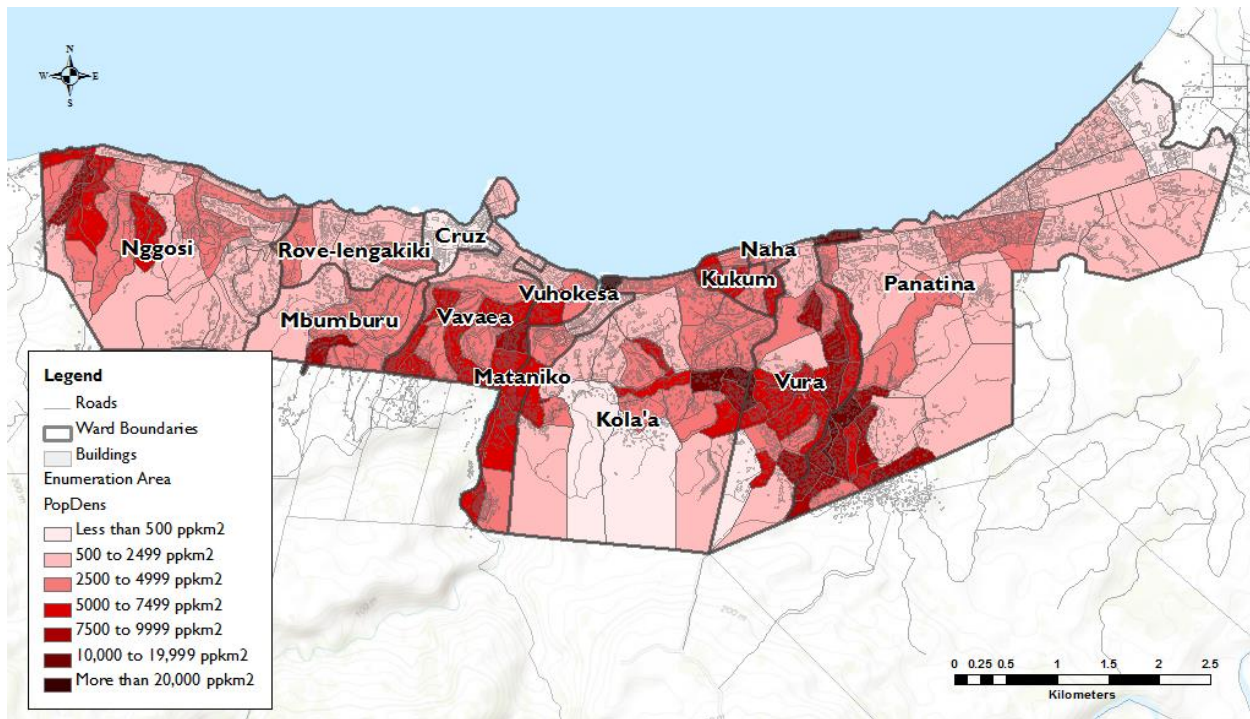 N
W E
S
Nggosi
Rove-lengakiki
Cruz
Mbumburu
Vavaea
Vuhokesa
Mataniko
Kola'a
Naha
Kukum
Vura
Panatina
Legend
Roads
Ward Boundaries
Buildings
Enumeration Area
PopDens
Less than 500 ppkm2
500 to 2499 ppkm2
2500 to 4999 ppkm2
5000 to 7499 ppkm2
7500 to 9999 ppkm2
10,000 to 19,999 ppkm2
More than 20,000 ppkm2
200 m
200 m
0 0.25 0.5 1 1.5 2 2.5
Kilometers